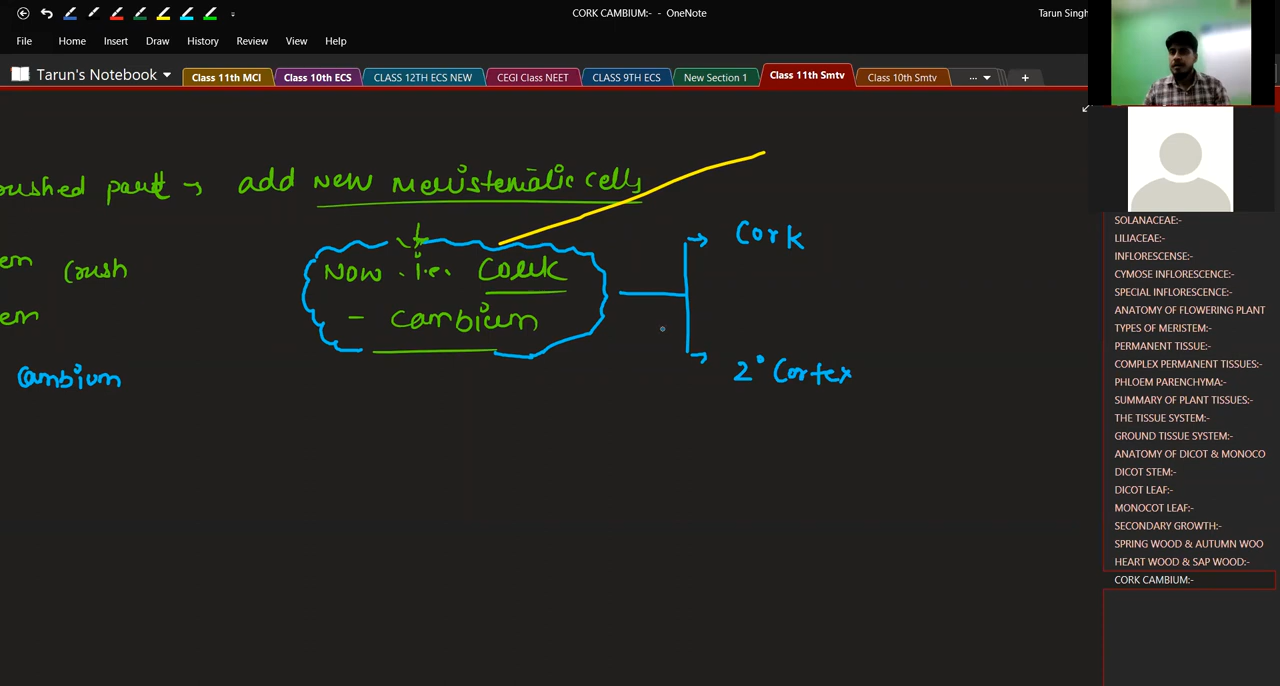 CORK CAMBIUM:- - OneNote
Tarun Singh
File Home Insert Draw History Review View Help
Tarun's Notebook
Class 11th MCI Class 10th ECS CLASS 12TH ECS NEW CEGI Class NEET CLASS 9TH ECS New Section 1 Class 11th Smtv Class 10th Smtv ... +
rushed part → add New Meristematic cells
em crush
em
cambium
Now . i.e. Cork
- cambium
Cork
2° Cortex
SOLANACEAE:-
LILIACEAE:-
INFLORESENSE:-
CYMOSE INFLORESCENCE:-
SPECIAL INFLORESCENCE:-
ANATOMY OF FLOWERING PLANT
TYPES OF MERISTEM:-
PERMANENT TISSUE:-
COMPLEX PERMANENT TISSUES:-
PHLOEM PARENCHYMA:-
SUMMARY OF PLANT TISSUES:-
THE TISSUE SYSTEM:-
GROUND TISSUE SYSTEM:-
ANATOMY OF DICOT & MONOCO
DICOT STEM:-
DICOT LEAF:-
MONOCOT LEAF:-
SECONDARY GROWTH:-
SPRING WOOD & AUTUMN WOO
HEART WOOD & SAP WOOD:-
CORK CAMBIUM:-